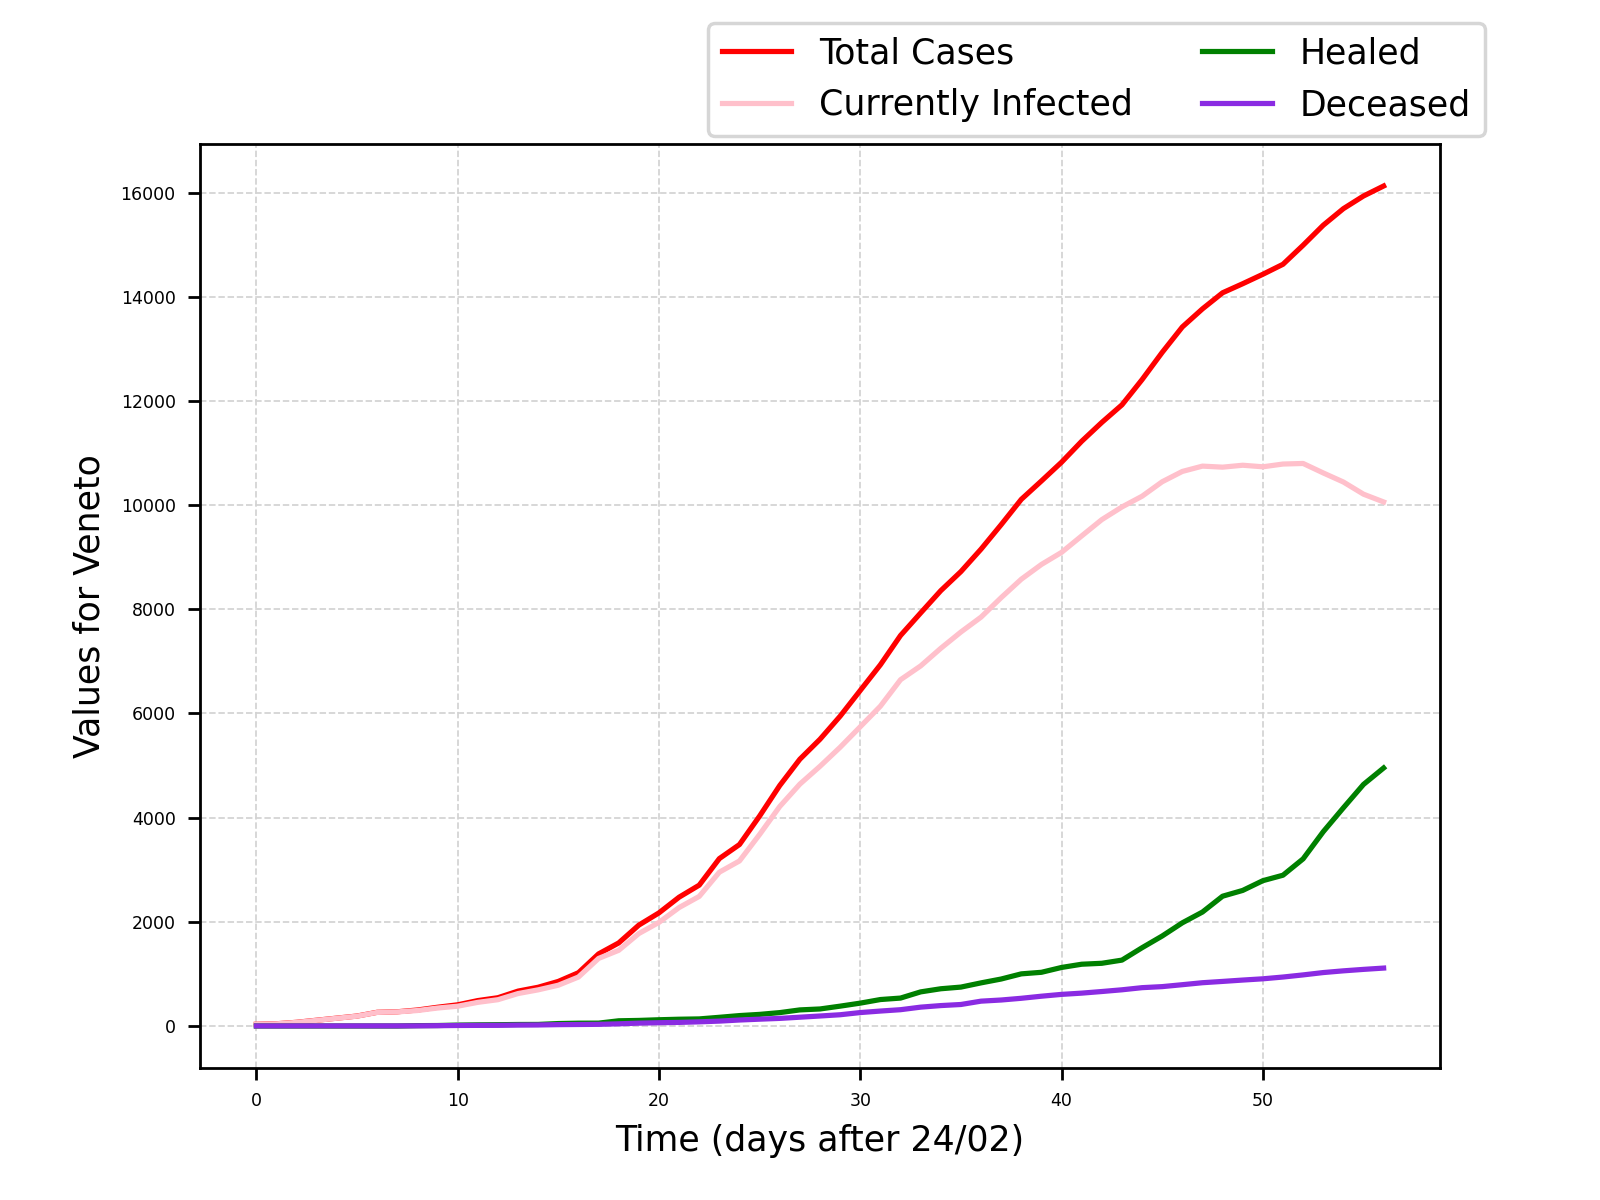 Total Cases
Currently Infected
Healed
Deceased
16000
14000
12000
10000
8000
6000
4000
2000
0
Values for Veneto
0 10 20 30 40 50
Time (days after 24/02)